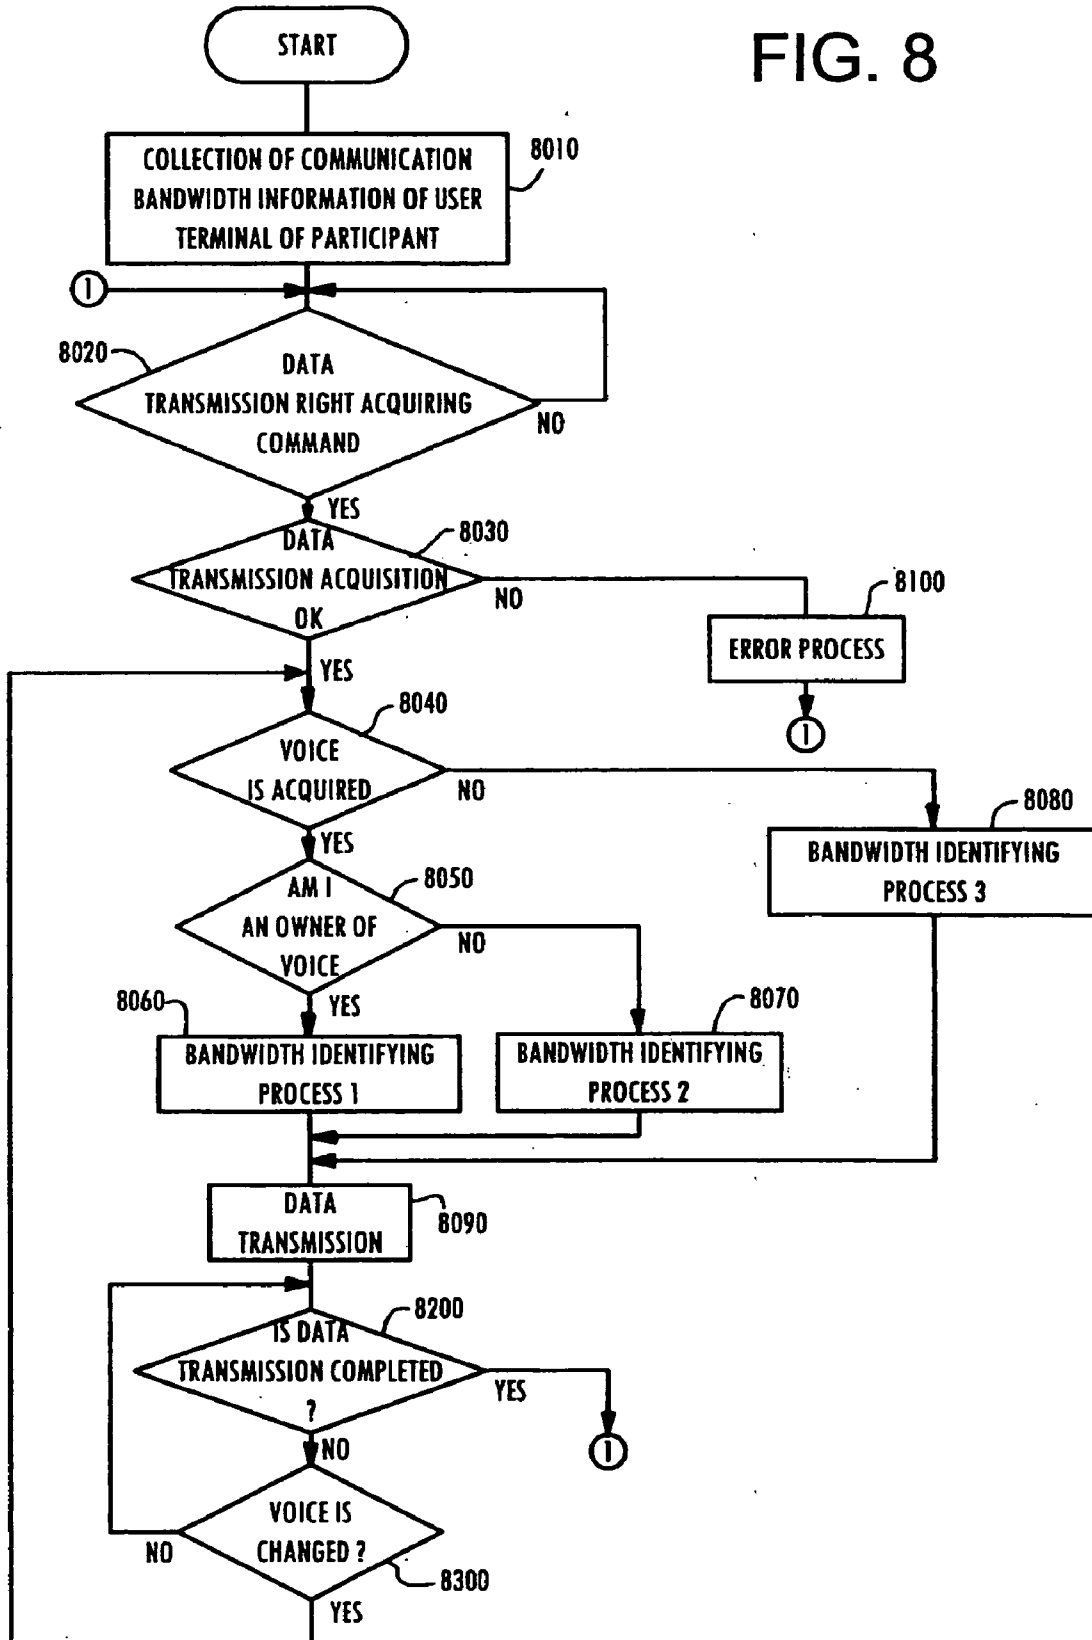 START
FIG. 8
COLLECTION OF COMMUNICATION
BANDWIDTH INFORMATION OF USER
TERMINAL OF PARTICIPANT
8010
1
8020
DATA
TRANSMISSION RIGHT ACQUIRING
COMMAND
NO
YES
DATA
TRANSMISSION ACQUISITION
OK
8030
NO
8100
ERROR PROCESS
1
YES
8040
VOICE
IS ACQUIRED
NO
8080
BANDWIDTH IDENTIFYING
PROCESS 3
YES
AM I
AN OWNER OF
VOICE
8050
NO
8060
YES
8070
BANDWIDTH IDENTIFYING
PROCESS 1
BANDWIDTH IDENTIFYING
PROCESS 2
DATA
TRANSMISSION
8090
8200
IS DATA
TRANSMISSION COMPLETED
?
YES
1
NO
VOICE IS
CHANGED ?
NO
8300
YES